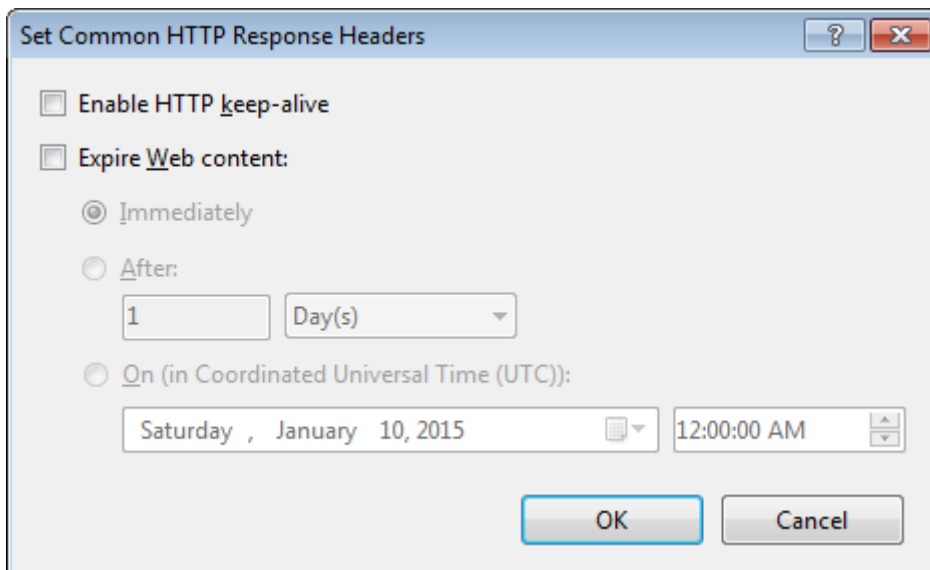 Set Common HTTP Response Headers
Enable HTTP keep-alive
Expire Web content:
Immediately
After:
1 Day(s)
On (in Coordinated Universal Time (UTC)):
Saturday , January 10, 2015 12:00:00 AM
OK Cancel